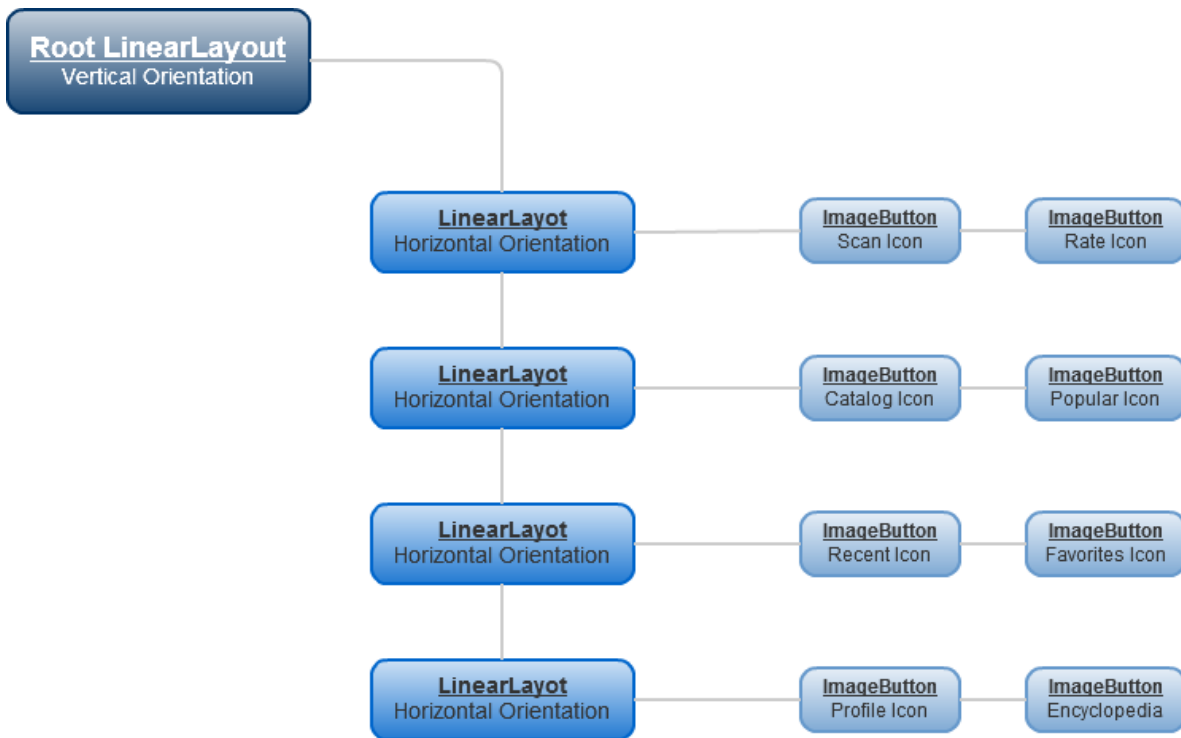 Root LinearLayout
Vertical Orientation
LinearLayot
Horizontal Orientation
ImageButton
Scan Icon
ImageButton
Rate Icon
LinearLayot
Horizontal Orientation
ImageButton
Catalog Icon
ImageButton
Popular Icon
LinearLayot
Horizontal Orientation
ImageButton
Recent Icon
ImageButton
Favorites Icon
LinearLayot
Horizontal Orientation
ImageButton
Profile Icon
ImageButton
Encyclopedia